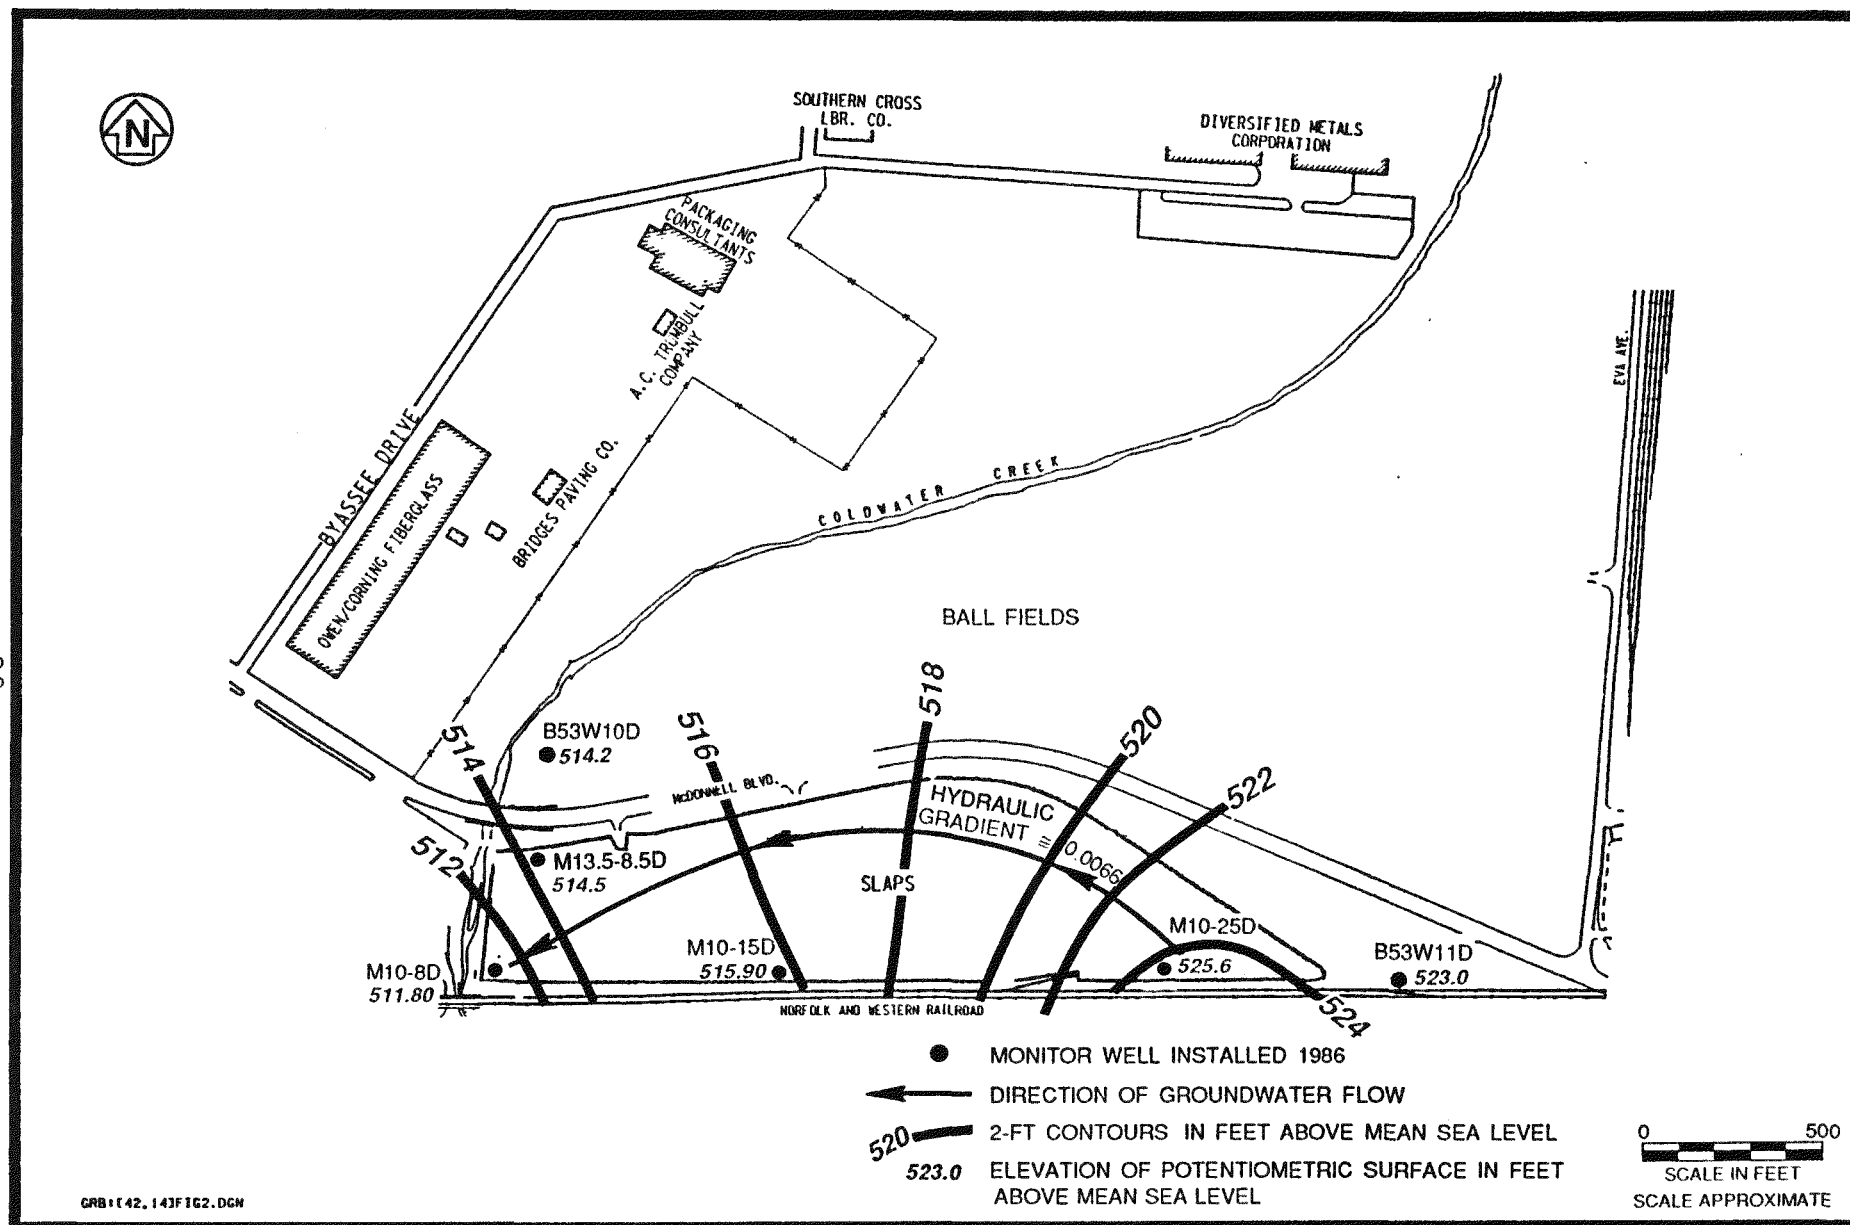 N
SOUTHERN CROSS
LBR. CO.
DIVERSIFIED METALS
CORPORATION
PACKAGING
CONSULTANTS
A.C. TRUMBULL
COMPANY
EVA AVE.
BYASSEE DRIVE
OWEN/CORNING FIBERGLASS
BRIDGES PAVING CO.
COLDWATER CREEK
BALL FIELDS
518
516
514
520
522
B53W10D
514.2
McDONNELL BLVD.
HYDRAULIC
GRADIENT ≅ 0.0066
512
M13.5-8.5D
514.5
SLAPS
M10-25D
525.6
M10-15D
515.90
B53W11D
523.0
M10-8D
511.80
524
NORFOLK AND WESTERN RAILROAD
MONITOR WELL INSTALLED 1986
DIRECTION OF GROUNDWATER FLOW
520 2-FT CONTOURS IN FEET ABOVE MEAN SEA LEVEL
523.0 ELEVATION OF POTENTIOMETRIC SURFACE IN FEET
ABOVE MEAN SEA LEVEL
0 500
SCALE IN FEET
SCALE APPROXIMATE
GRB:[42,14]FIG2.DGN